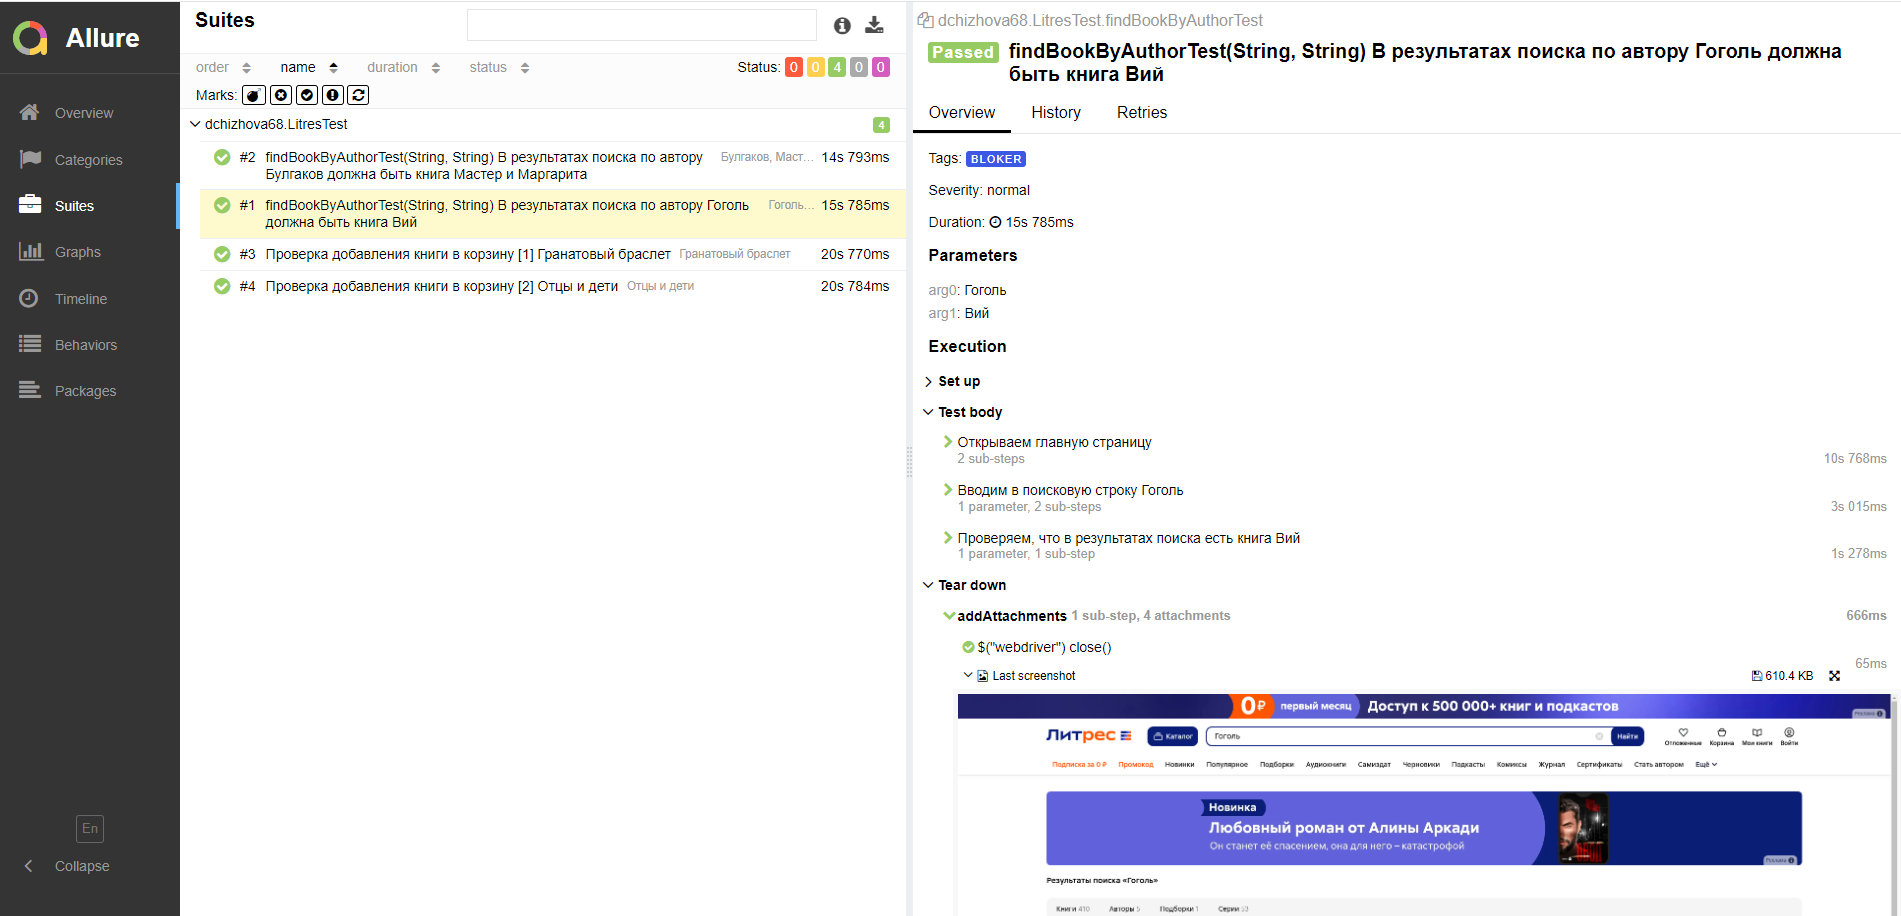 Allure
Overview
Categories
Suites
Graphs
Timeline
Behaviors
Packages
En
Collapse
Suites
order name duration status
Status: 0 0 4 0 0
Marks:
dchizhova68.LitresTest 4
#2 findBookByAuthorTest(String, String) В результатах поиска по автору Булгаков, Маст... 14s 793ms
Булгаков должна быть книга Мастер и Маргарита
#1 findBookByAuthorTest(String, String) В результатах поиска по автору Гоголь Гоголь... 15s 785ms
должна быть книга Вий
#3 Проверка добавления книги в корзину [1] Гранатовый браслет Гранатовый браслет 20s 770ms
#4 Проверка добавления книги в корзину [2] Отцы и дети Отцы и дети 20s 784ms
dchizhova68.LitresTest.findBookByAuthorTest
Passed findBookByAuthorTest(String, String) В результатах поиска по автору Гоголь должна
быть книга Вий
Overview History Retries
Tags: BLOKER
Severity: normal
Duration: 15s 785ms
Parameters
arg0: Гоголь
arg1: Вий
Execution
Set up
Test body
Открываем главную страницу
2 sub-steps 10s 768ms
Вводим в поисковую строку Гоголь
1 parameter, 2 sub-steps 3s 015ms
Проверяем, что в результатах поиска есть книга Вий
1 parameter, 1 sub-step 1s 278ms
Tear down
addAttachments 1 sub-step, 4 attachments 666ms
$("webdriver") close()
65ms
Last screenshot 610.4 KB
0 ₽ первый месяц Доступ к 500 000+ книг и подкастов
Реклама
Литрес Каталог Гоголь Найти Отложенные Корзина Мои книги Войти
Подписка за 0 ₽ Промокод Новинки Популярное Подборки Аудиокниги Самиздат Черновики Подкасты Комиксы Журнал Сертификаты Стать автором Ещё
Новинка
Любовный роман от Алины Аркади
Он станет её спасением, она для него – катастрофой
Реклама
Результаты поиска «Гоголь»
Книги 410 Авторы 5 Подборки 1 Серии 53